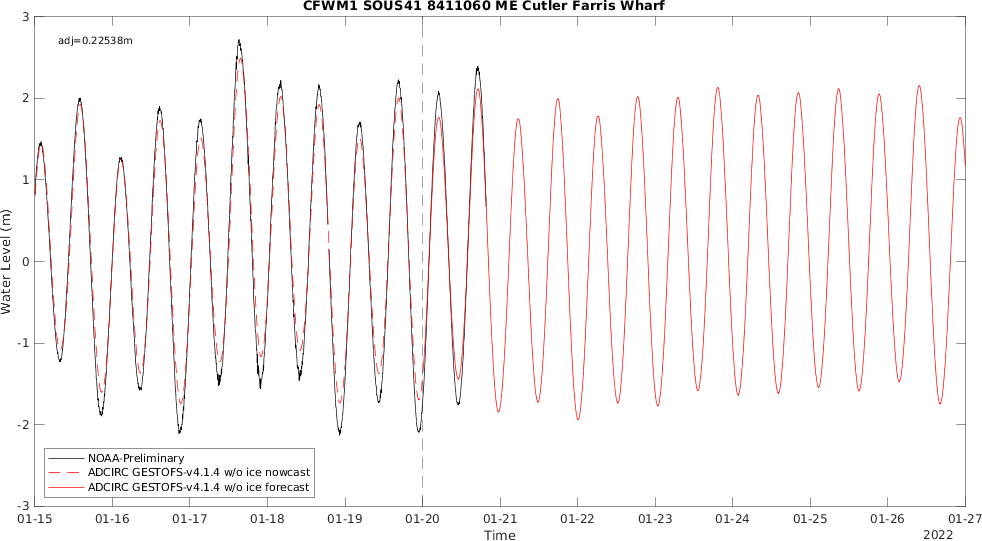 CFWM1 SOUS41 8411060 ME Cutler Farris Wharf
adj=0.22538m
3
2
1
0
-1
-2
-3
Water Level (m)
NOAA-Preliminary
ADCIRC GESTOFS-v4.1.4 w/o ice nowcast
ADCIRC GESTOFS-v4.1.4 w/o ice forecast
01-15 01-16 01-17 01-18 01-19 01-20 01-21 01-22 01-23 01-24 01-25 01-26 01-27
Time
2022